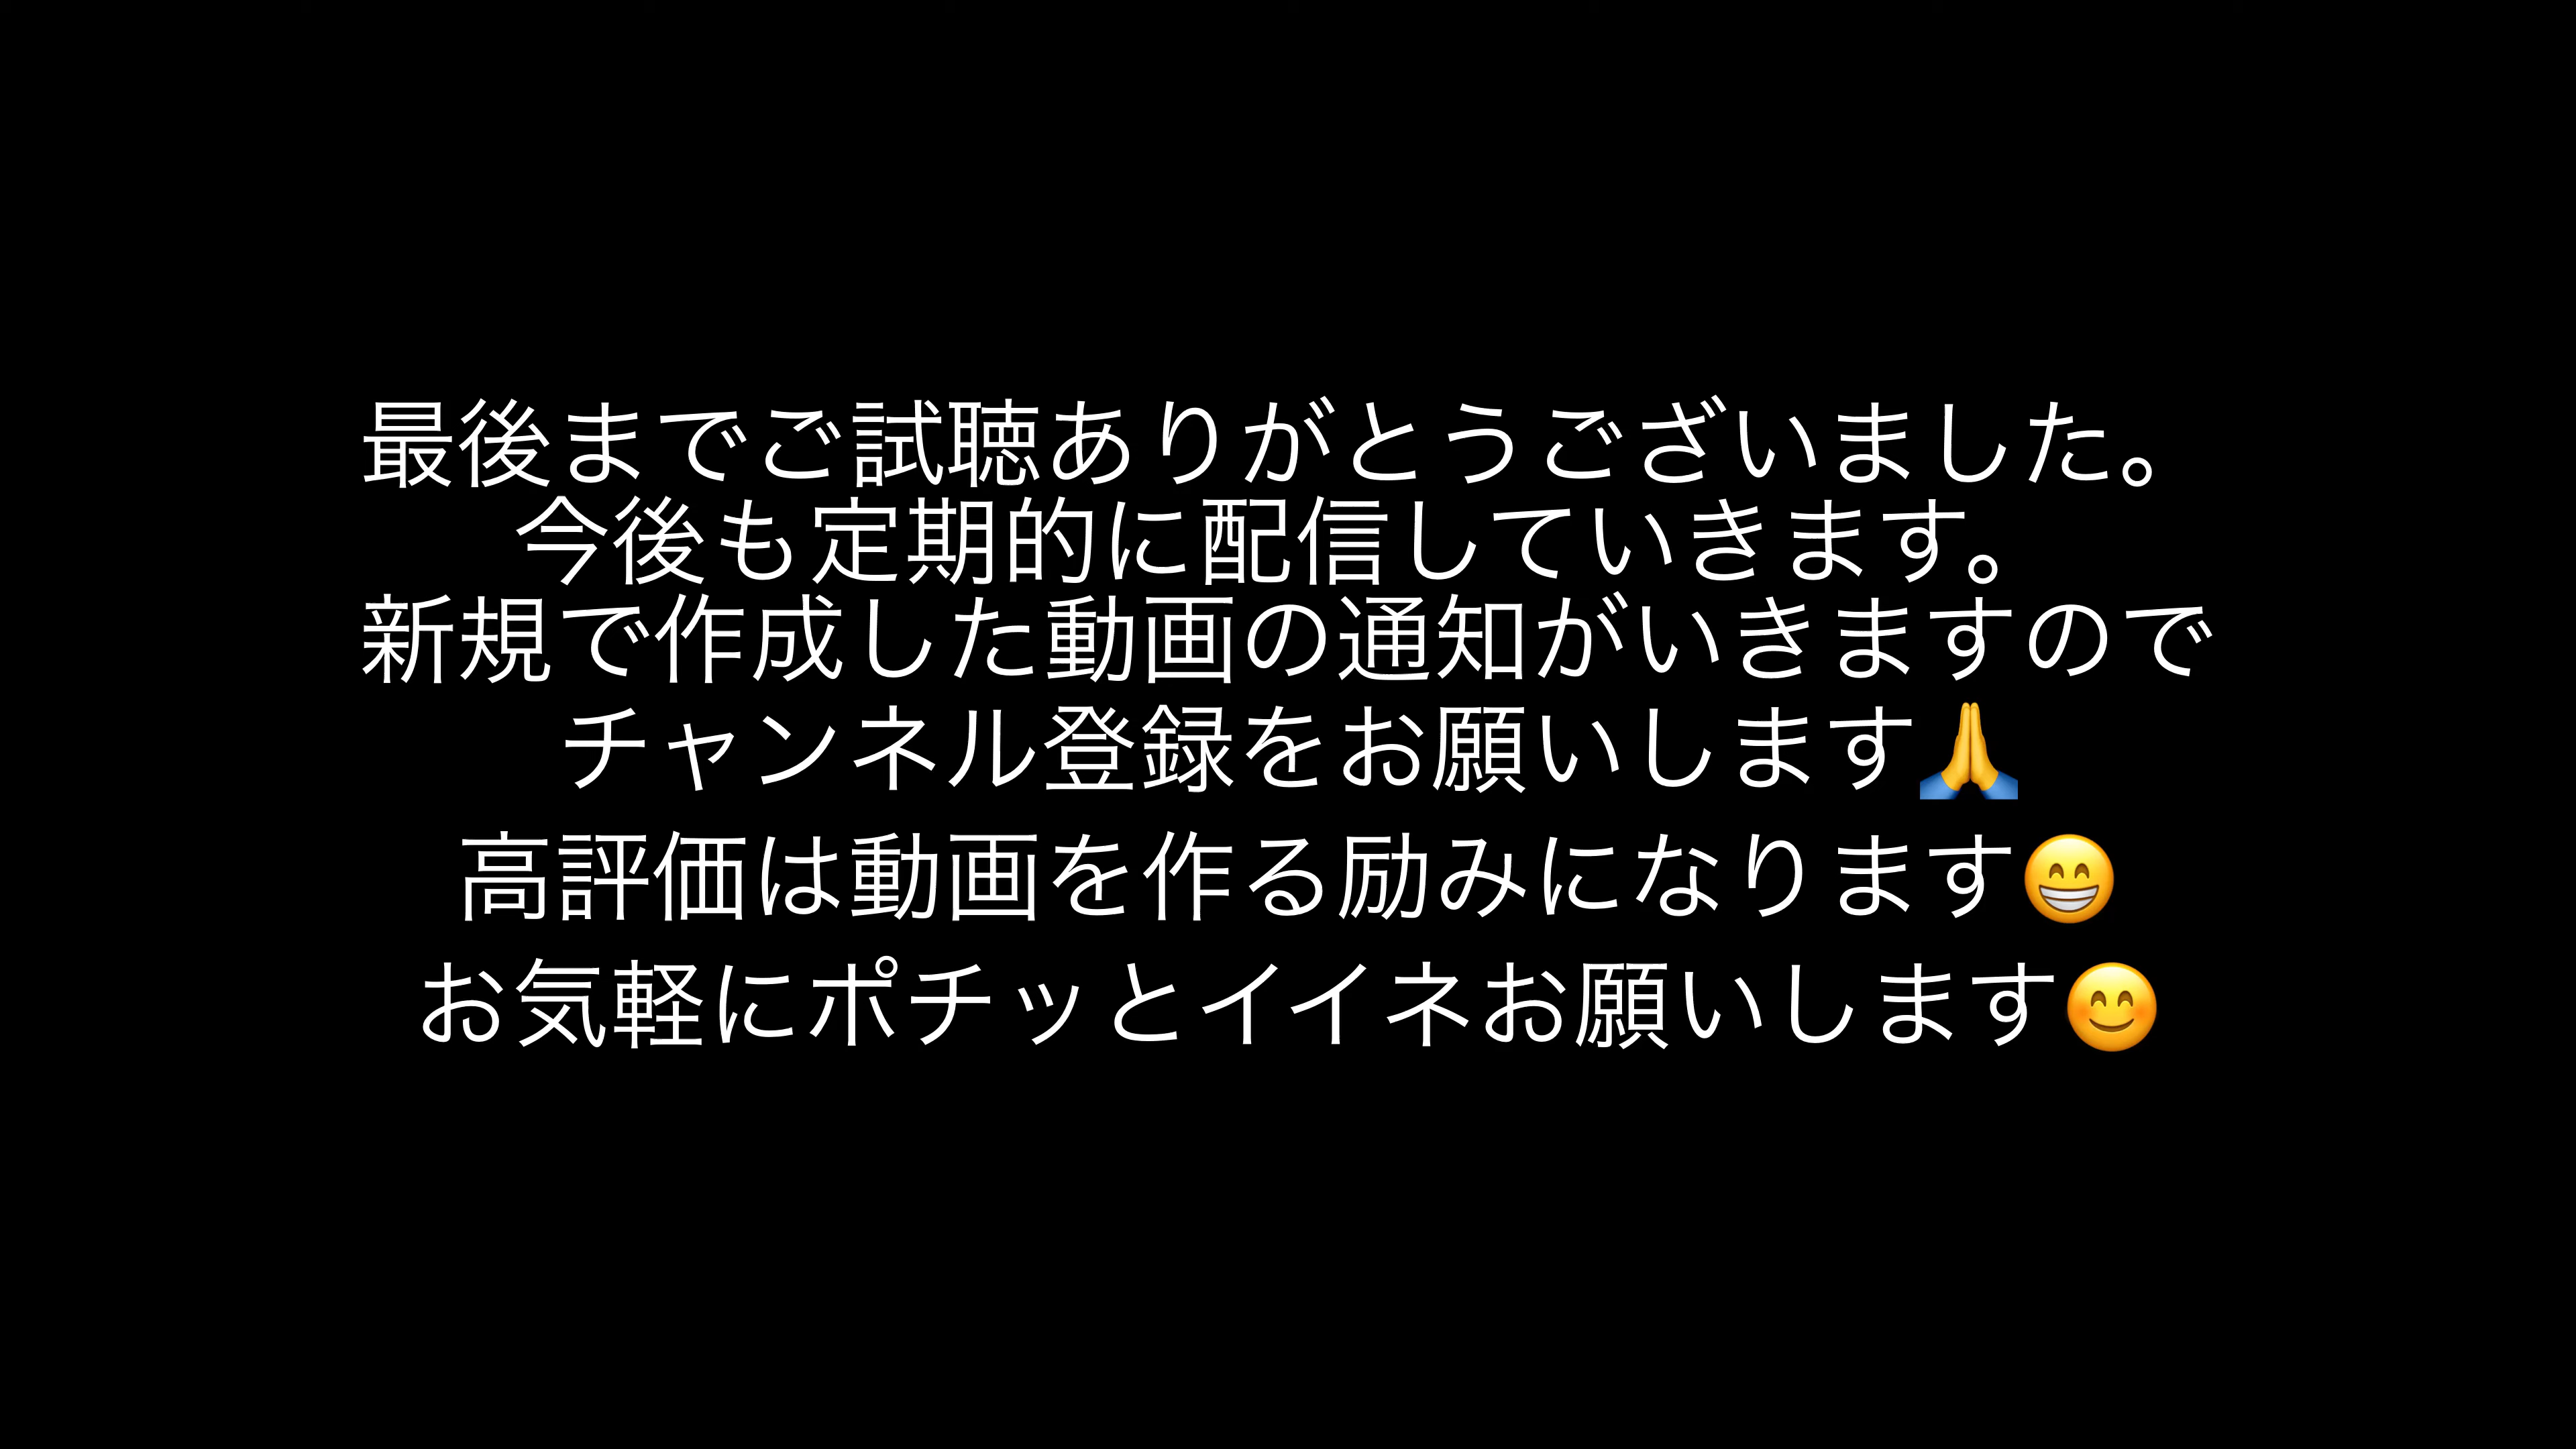 最後までご試聴ありがとうございました。
今後も定期的に配信していきます。
新規で作成した動画の通知がいきますので
チャンネル登録をお願いします🙏
高評価は動画を作る励みになります😁
お気軽にポチッとイイネお願いします😊